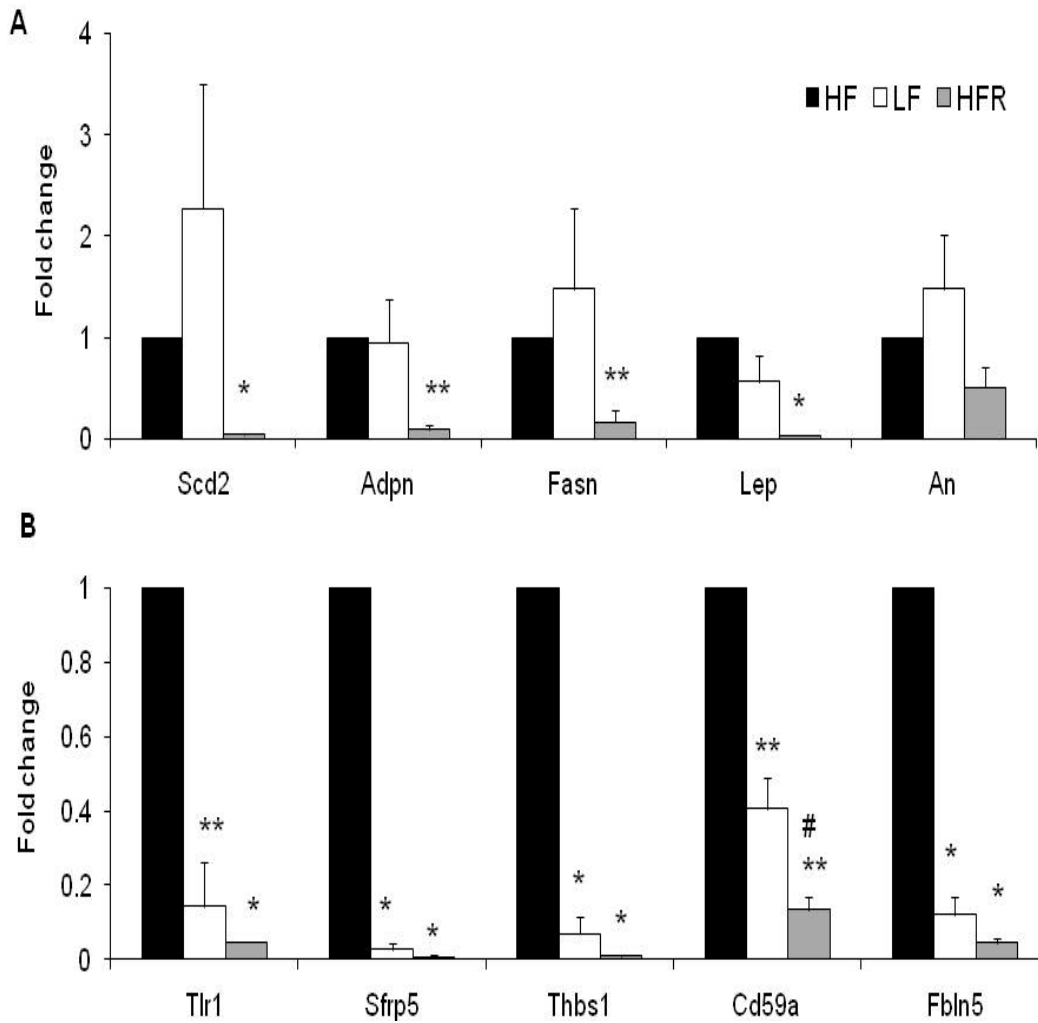 A
4
HF LF HFR
3
Fold change
2
1
* ** ** *
0
Scd2 Adpn Fasn Lep An
B
1
0.8
Fold change
0.6
**
0.4
#
** **
0.2
* * * * * * *
0
Tlr1 Sfrp5 Thbs1 Cd59a Fbln5